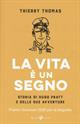 THIERRY THOMAS
LA VITA
È UN SEGNO
STORIA DI HUGO PRATT
E DELLE SUE AVVENTURE